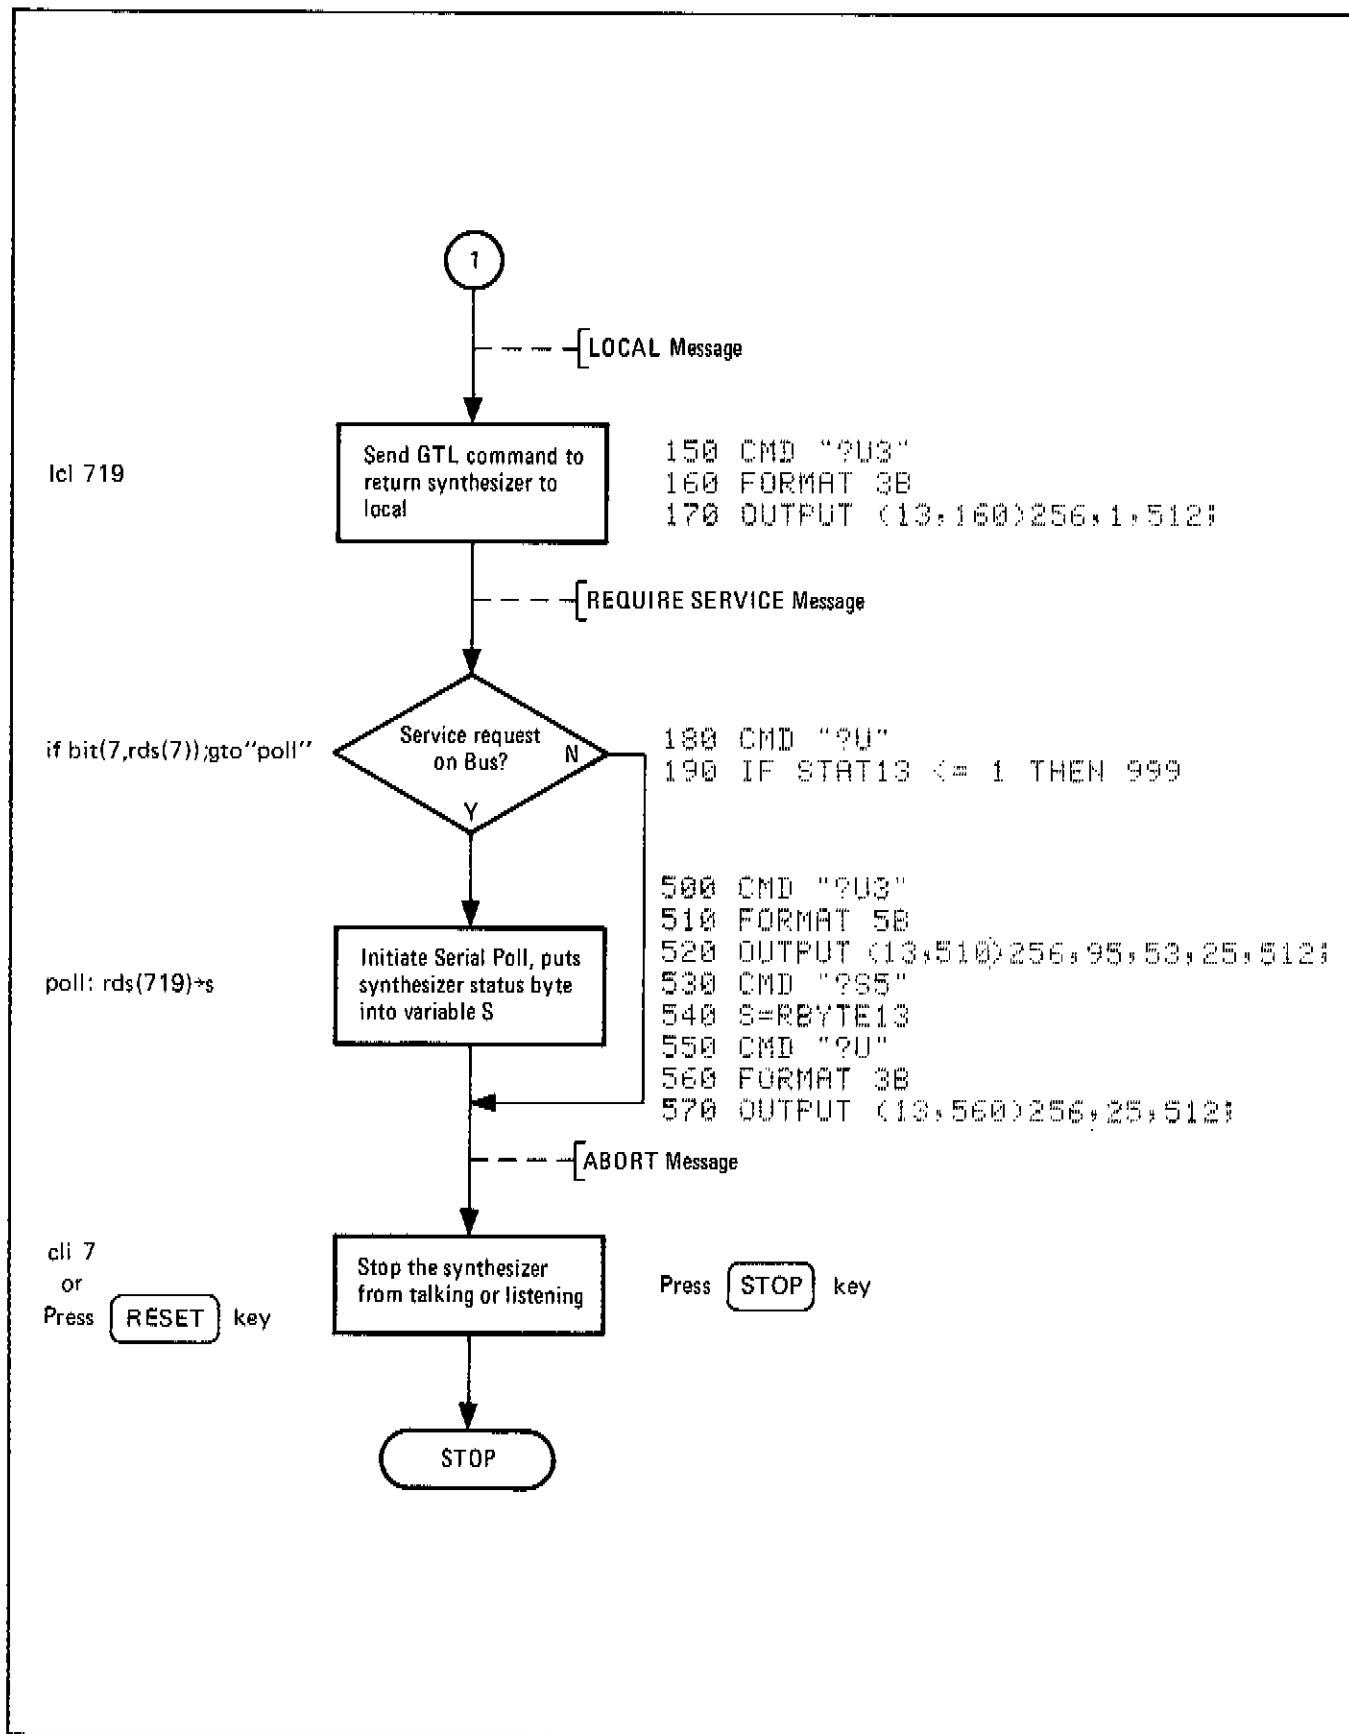 1
LOCAL Message
lcl 719
Send GTL command to
return synthesizer to
local
150 CMD "?U3"
160 FORMAT 3B
170 OUTPUT (13,160)256,1,512;
REQUIRE SERVICE Message
if bit(7,rds(7));gto"poll"
Service request
on Bus?
N
Y
180 CMD "?U"
190 IF STAT13 <= 1 THEN 999
poll: rds(719)→s
Initiate Serial Poll, puts
synthesizer status byte
into variable S
500 CMD "?U3"
510 FORMAT 5B
520 OUTPUT (13,510)256,95,53,25,512;
530 CMD "?S5"
540 S=RBYTE13
550 CMD "?U"
560 FORMAT 3B
570 OUTPUT (13,560)256,25,512;
ABORT Message
cli 7
or
Press RESET key
Stop the synthesizer
from talking or listening
Press STOP key
STOP